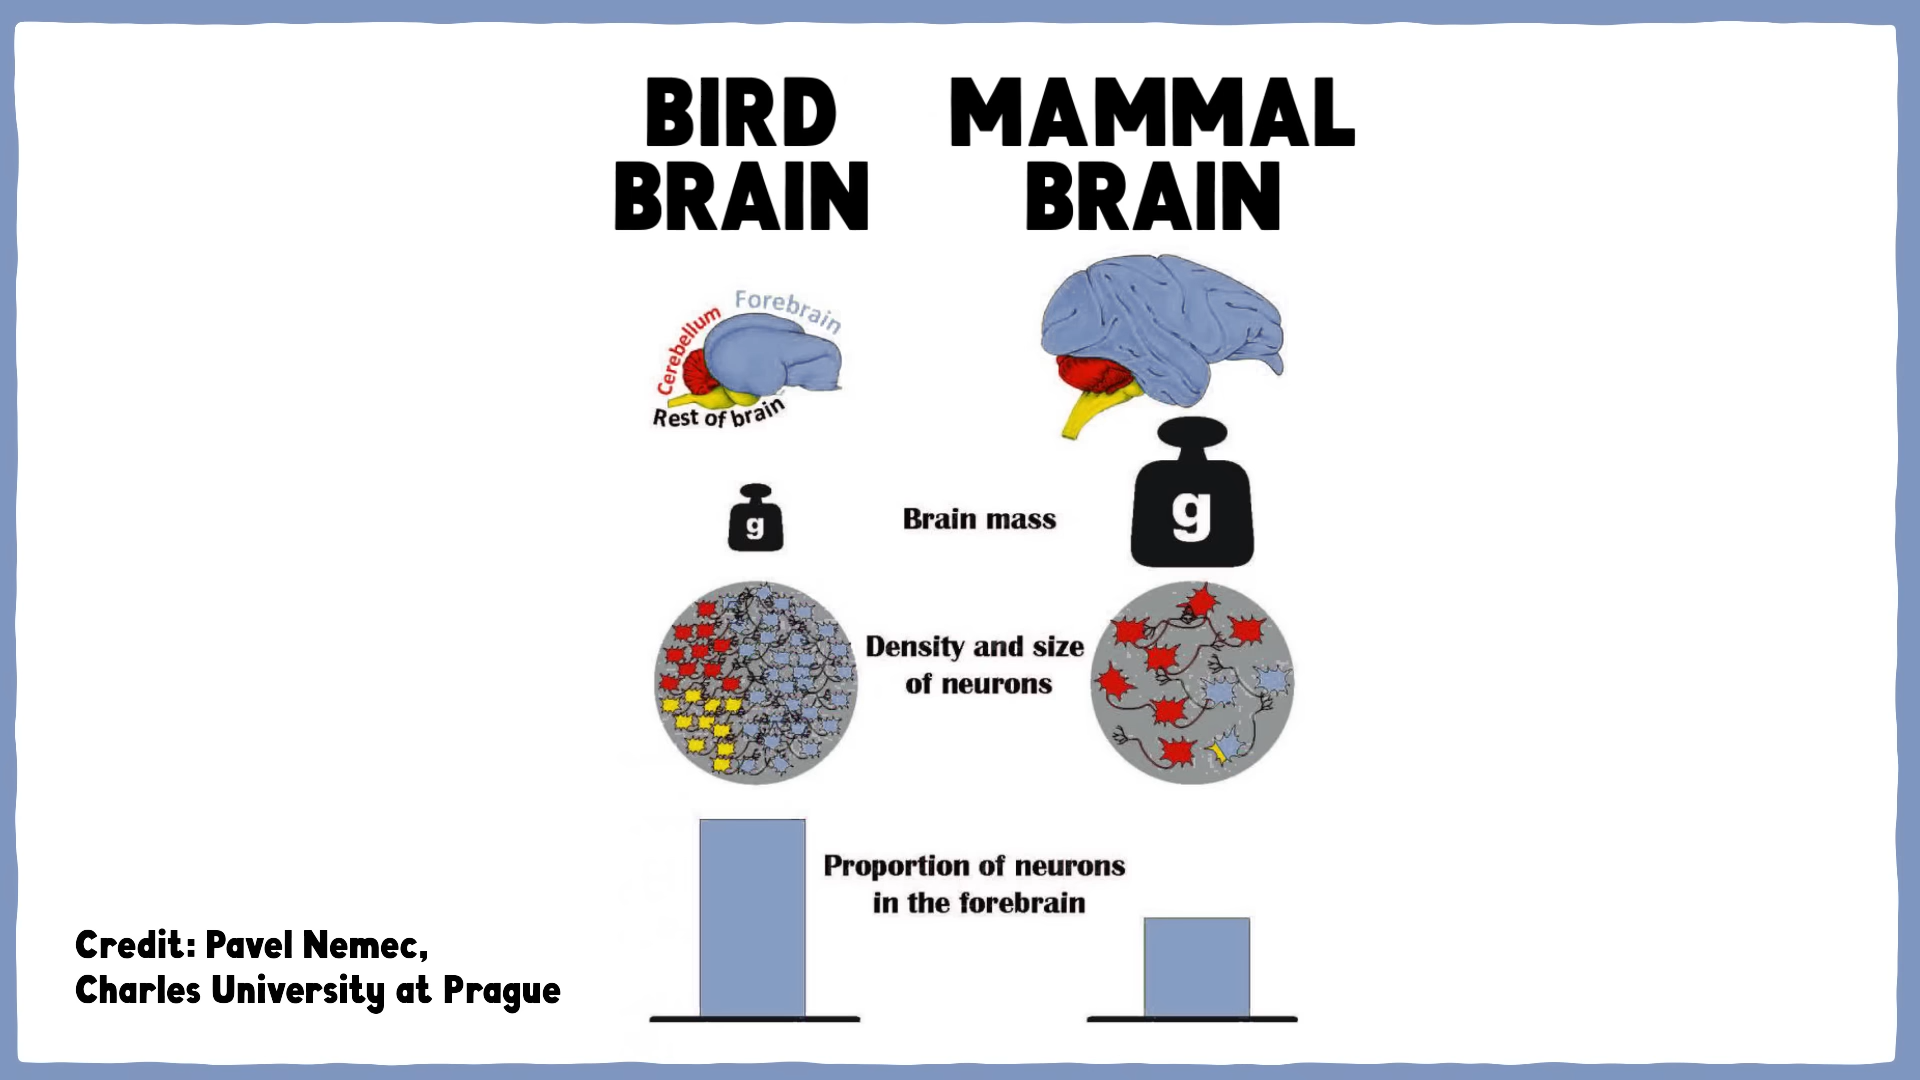 BIRD
BRAIN
MAMMAL
BRAIN
Forebrain
Cerebellum
Rest of brain
g
Brain mass
g
Density and size
of neurons
Proportion of neurons
in the forebrain
Credit: Pavel Nemec,
Charles University at Prague